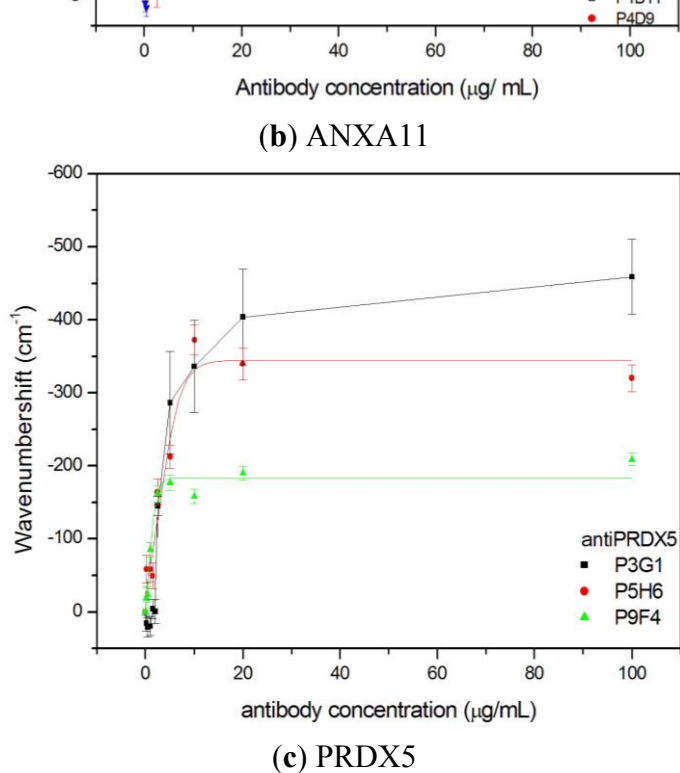 P4D9
0 20 40 60 80 100
Antibody concentration (μg/ mL)
(b) ANXA11
-600
-500
-400
-300
-200
-100
0
Wavenumbershift (cm⁻¹)
antiPRDX5
P3G1
P5H6
P9F4
0 20 40 60 80 100
antibody concentration (μg/mL)
(c) PRDX5